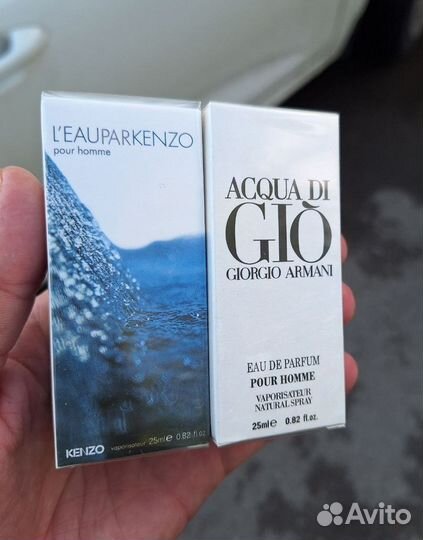 L'EAUPARKENZO
pour homme
KENZO vaporisateur 25ml e 0.82 fl.oz
ACQUA DI
GIÒ
GIORGIO ARMANI
EAU DE PARFUM
POUR HOMME
VAPORISATEUR
NATURAL SPRAY
25ml e 0.82 fl.oz.
Avito